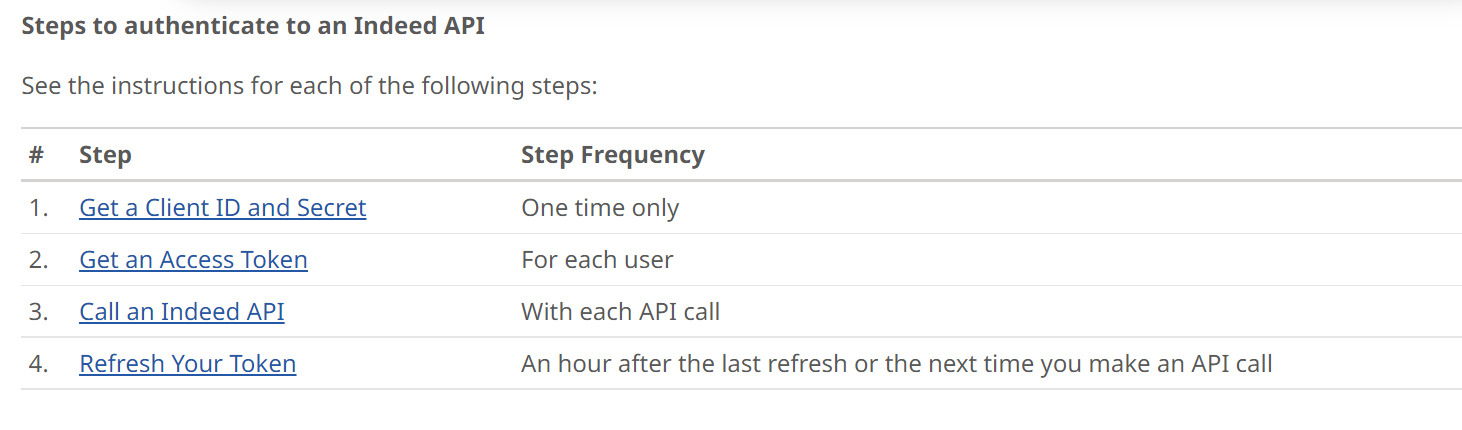 Steps to authenticate to an Indeed API
See the instructions for each of the following steps:
# Step Step Frequency
1. Get a Client ID and Secret One time only
2. Get an Access Token For each user
3. Call an Indeed API With each API call
4. Refresh Your Token An hour after the last refresh or the next time you make an API call